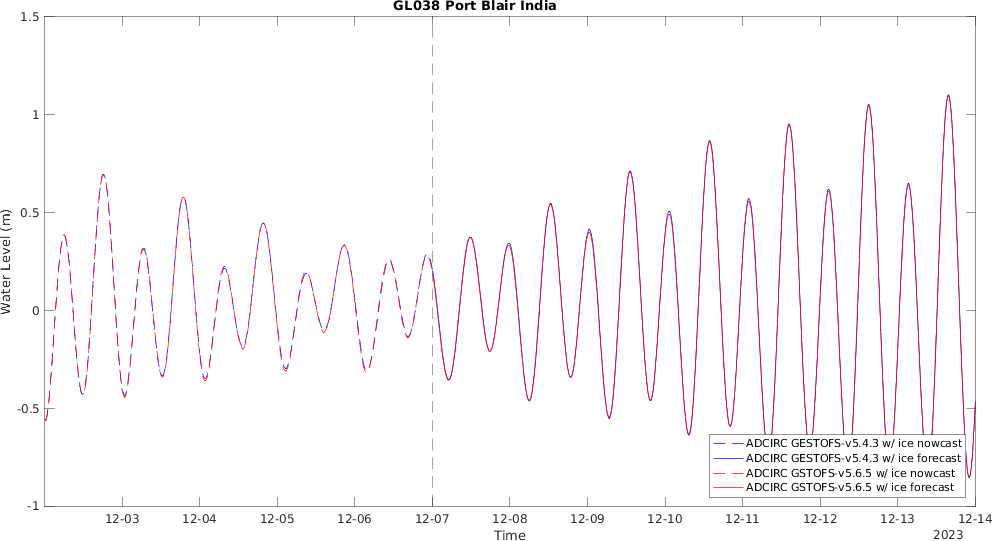 GL038 Port Blair India
1.5
1
0.5
0
-0.5
-1
Water Level (m)
ADCIRC GESTOFS-v5.4.3 w/ ice nowcast
ADCIRC GESTOFS-v5.4.3 w/ ice forecast
ADCIRC GSTOFS-v5.6.5 w/ ice nowcast
ADCIRC GSTOFS-v5.6.5 w/ ice forecast
12-03 12-04 12-05 12-06 12-07 12-08 12-09 12-10 12-11 12-12 12-13 12-14
Time
2023